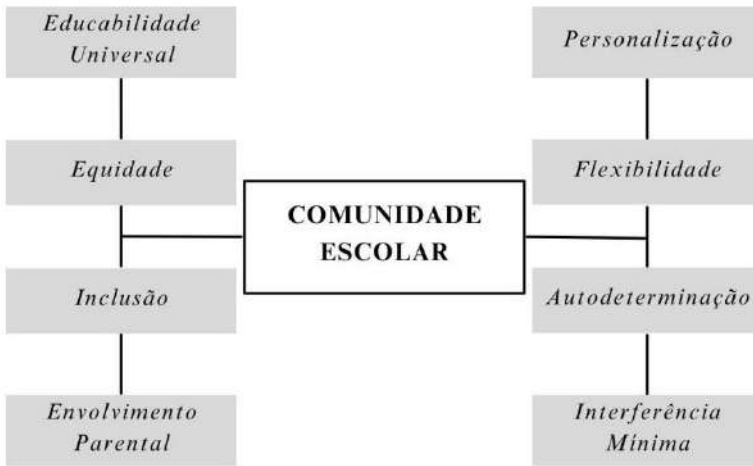 Educabilidade
Universal
Equidade
Inclusão
Envolvimento
Parental
COMUNIDADE
ESCOLAR
Personalização
Flexibilidade
Autodeterminação
Interferência
Mínima